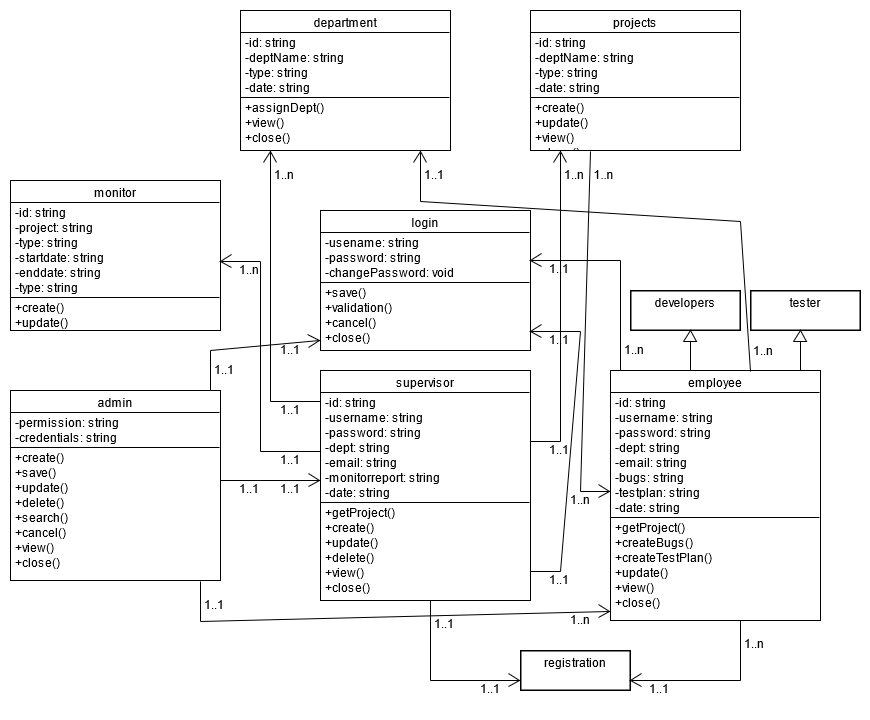 department
-id: string
-deptName: string
-type: string
-date: string
+assignDept()
+view()
+close()
projects
-id: string
-deptName: string
-type: string
-date: string
+create()
+update()
+view()
1..n
1..1
1..n
1..n
monitor
-id: string
-project: string
-type: string
-startdate: string
-enddate: string
-type: string
+create()
+update()
1..n
login
-usename: string
-password: string
-changePassword: void
+save()
+validation()
+cancel()
+close()
1..1
1..1
1..1
1..1
developers
tester
1..n
1..n
admin
-permission: string
-credentials: string
+create()
+save()
+update()
+delete()
+search()
+cancel()
+view()
+close()
1..1
1..1
1..1
1..1
supervisor
-id: string
-username: string
-password: string
-dept: string
-email: string
-monitorreport: string
-date: string
+getProject()
+create()
+update()
+delete()
+view()
+close()
1..1
1..n
1..1
employee
-id: string
-username: string
-password: string
-dept: string
-email: string
-bugs: string
-testplan: string
-date: string
+getProject()
+createBugs()
+createTestPlan()
+update()
+view()
+close()
1..1
1..1
1..n
1..n
registration
1..1
1..1